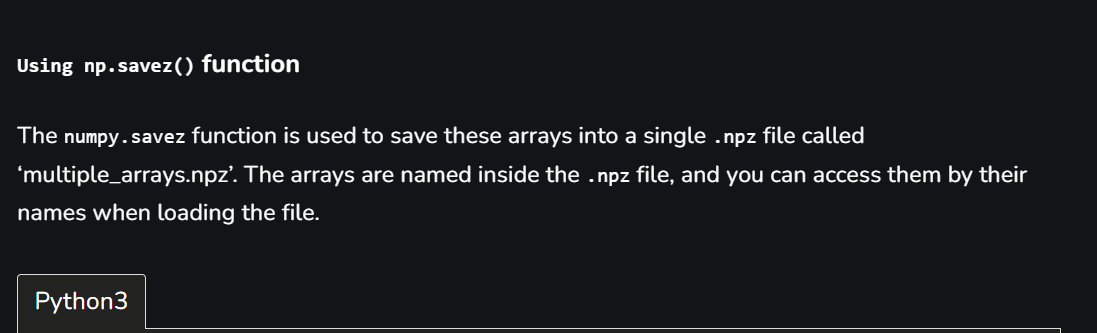 Using np.savez() function
The numpy.savez function is used to save these arrays into a single .npz file called
‘multiple_arrays.npz’. The arrays are named inside the .npz file, and you can access them by their
names when loading the file.
Python3